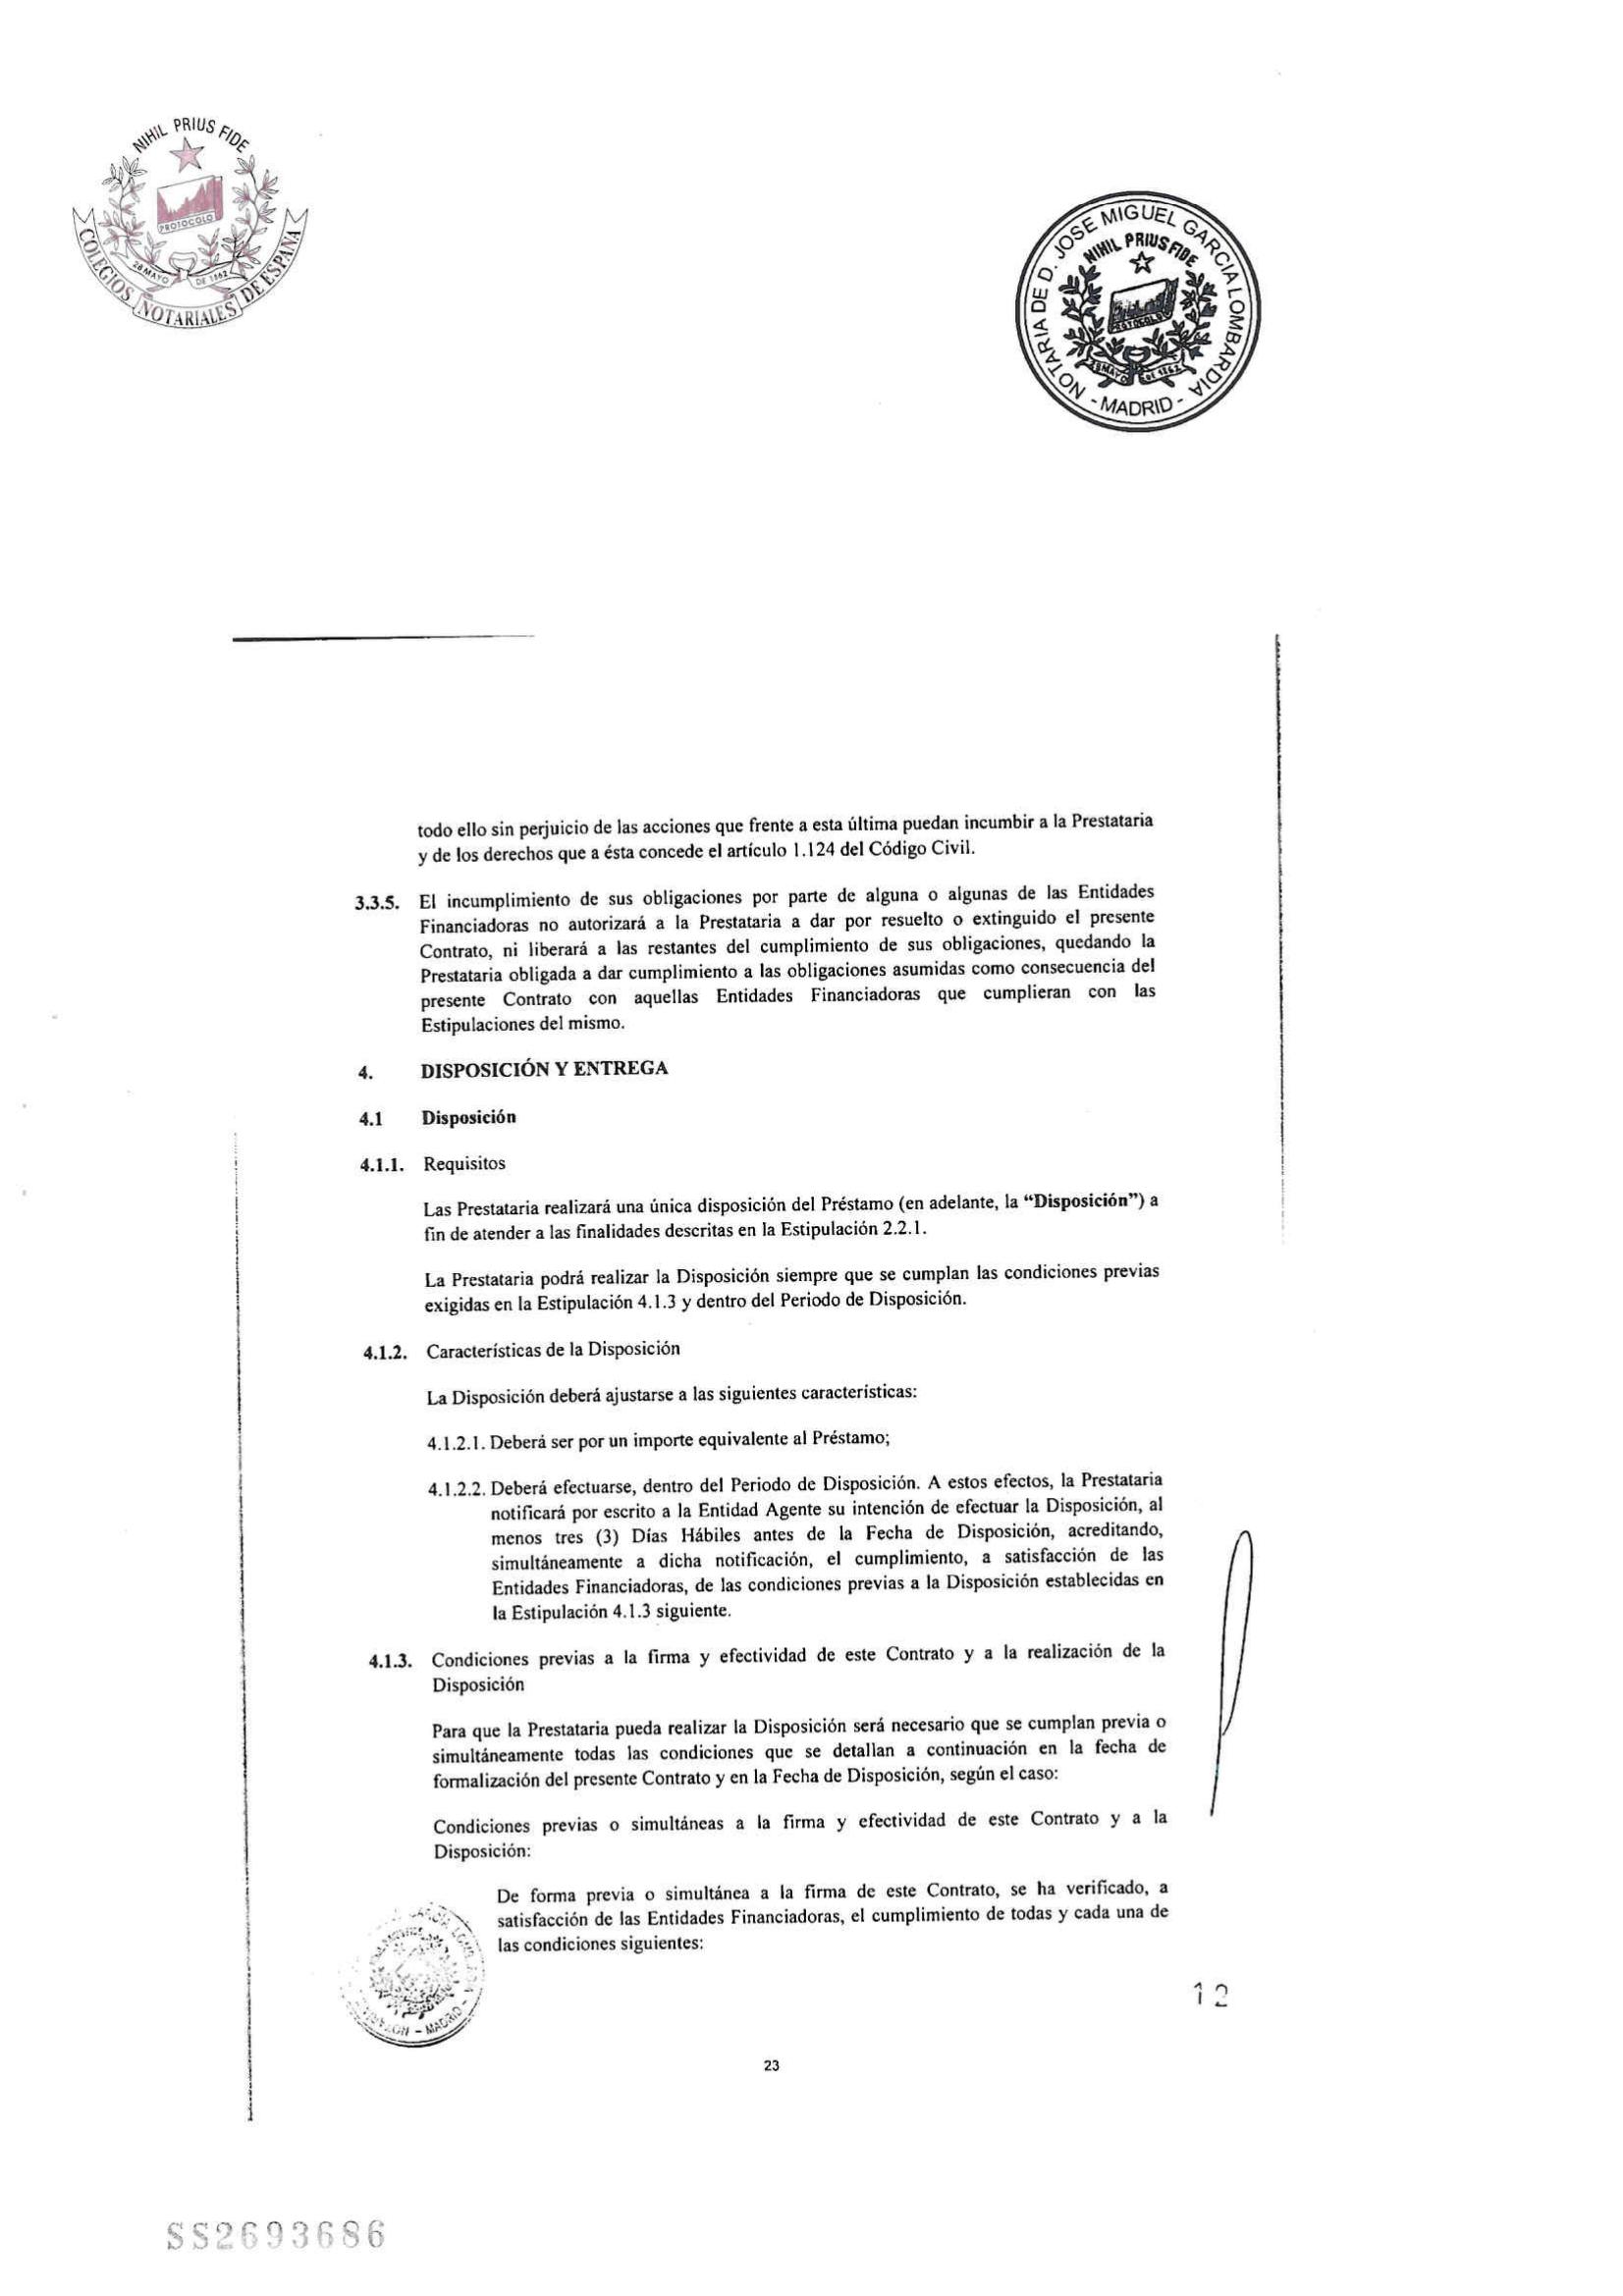 NIHIL PRIUS FIDE
PROTOCOLO
28 MAYO DE 1862
COLEGIOS NOTARIALES DE ESPAÑA
NOTARIA DE D. JOSE MIGUEL GARCIA LOMBARDIA
NIHIL PRIUS FIDE
PROTOCOLO
28 MAYO DE 1862
- MADRID -
todo ello sin perjuicio de las acciones que frente a esta última puedan incumbir a la Prestataria
y de los derechos que a ésta concede el artículo 1.124 del Código Civil.
3.3.5. El incumplimiento de sus obligaciones por parte de alguna o algunas de las Entidades
Financiadoras no autorizará a la Prestataria a dar por resuelto o extinguido el presente
Contrato, ni liberará a las restantes del cumplimiento de sus obligaciones, quedando la
Prestataria obligada a dar cumplimiento a las obligaciones asumidas como consecuencia del
presente Contrato con aquellas Entidades Financiadoras que cumplieran con las
Estipulaciones del mismo.
4. DISPOSICIÓN Y ENTREGA
4.1 Disposición
4.1.1. Requisitos
Las Prestataria realizará una única disposición del Préstamo (en adelante, la “Disposición”) a
fin de atender a las finalidades descritas en la Estipulación 2.2.1.
La Prestataria podrá realizar la Disposición siempre que se cumplan las condiciones previas
exigidas en la Estipulación 4.1.3 y dentro del Periodo de Disposición.
4.1.2. Características de la Disposición
La Disposición deberá ajustarse a las siguientes características:
4.1.2.1. Deberá ser por un importe equivalente al Préstamo;
4.1.2.2. Deberá efectuarse, dentro del Periodo de Disposición. A estos efectos, la Prestataria
notificará por escrito a la Entidad Agente su intención de efectuar la Disposición, al
menos tres (3) Días Hábiles antes de la Fecha de Disposición, acreditando,
simultáneamente a dicha notificación, el cumplimiento, a satisfacción de las
Entidades Financiadoras, de las condiciones previas a la Disposición establecidas en
la Estipulación 4.1.3 siguiente.
4.1.3. Condiciones previas a la firma y efectividad de este Contrato y a la realización de la
Disposición
Para que la Prestataria pueda realizar la Disposición será necesario que se cumplan previa o
simultáneamente todas las condiciones que se detallan a continuación en la fecha de
formalización del presente Contrato y en la Fecha de Disposición, según el caso:
Condiciones previas o simultáneas a la firma y efectividad de este Contrato y a la
Disposición:
De forma previa o simultánea a la firma de este Contrato, se ha verificado, a
satisfacción de las Entidades Financiadoras, el cumplimiento de todas y cada una de
las condiciones siguientes:
- MADRID -
12
23
SS2693686